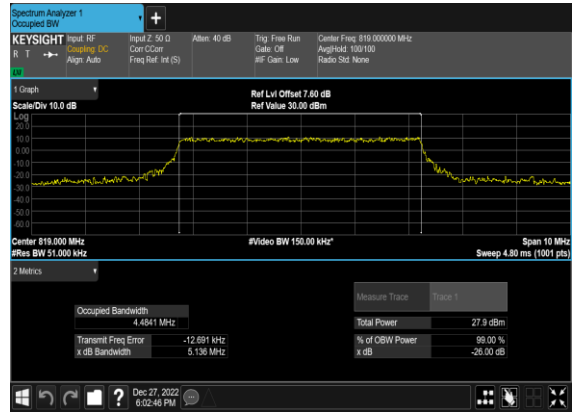 Spectrum Analyzer 1
Occupied BW
+
KEYSIGHT Input: RF Input Z: 50 Ω Atten: 40 dB Trig: Free Run Center Freq: 819.000000 MHz
R T Coupling: DC Corr CCorr Gate: Off Avg|Hold: 100/100
Align: Auto Freq Ref: Int (S) #IF Gain: Low Radio Std: None
LW
1 Graph
Ref Lvl Offset 7.60 dB
Scale/Div 10.0 dB Ref Value 30.00 dBm
Log
20.0
10.0
0.00
-10.0
-20.0
-30.0
-40.0
-50.0
-60.0
Center 819.000 MHz #Video BW 150.00 kHz* Span 10 MHz
#Res BW 51.000 kHz Sweep 4.80 ms (1001 pts)
2 Metrics
Measure Trace Trace 1
Occupied Bandwidth
4.4841 MHz Total Power 27.9 dBm
Transmit Freq Error -12.691 kHz % of OBW Power 99.00 %
x dB Bandwidth 5.136 MHz x dB -26.00 dB
? Dec 27, 2022
6:02:46 PM